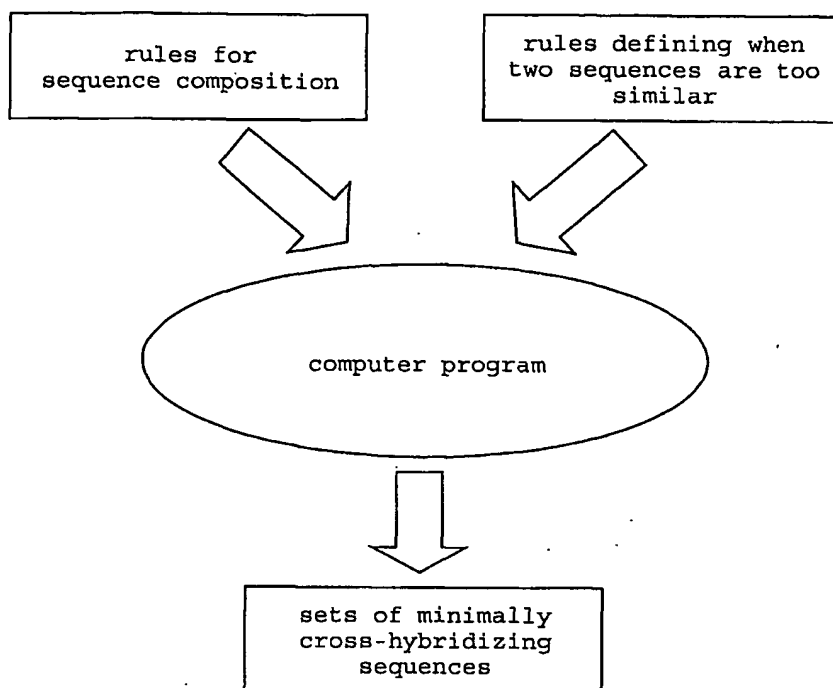 rules for
sequence composition
rules defining when
two sequences are too
similar
computer program
sets of minimally
cross-hybridizing
sequences